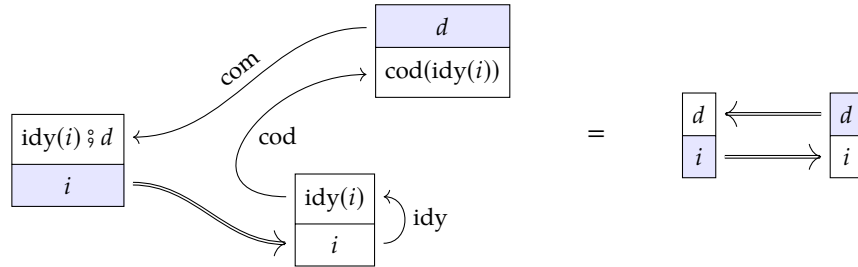 d
cod(idy(i))
com
cod
idy(i) ⨟ d
i
idy(i)
i
idy
=
d
i
d
i